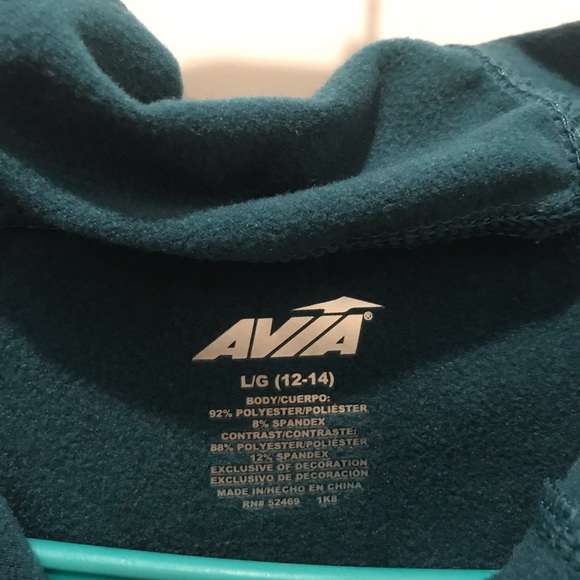 AVIA®
L/G (12-14)
BODY/CUERPO:
92% POLYESTER/POLIÉSTER
8% SPANDEX
CONTRAST/CONTRASTE:
88% POLYESTER/POLIÉSTER
12% SPANDEX
EXCLUSIVE OF DECORATION
EXCLUSIVO DE DECORACIÓN
MADE IN/HECHO EN CHINA
RN# 52469 1K8